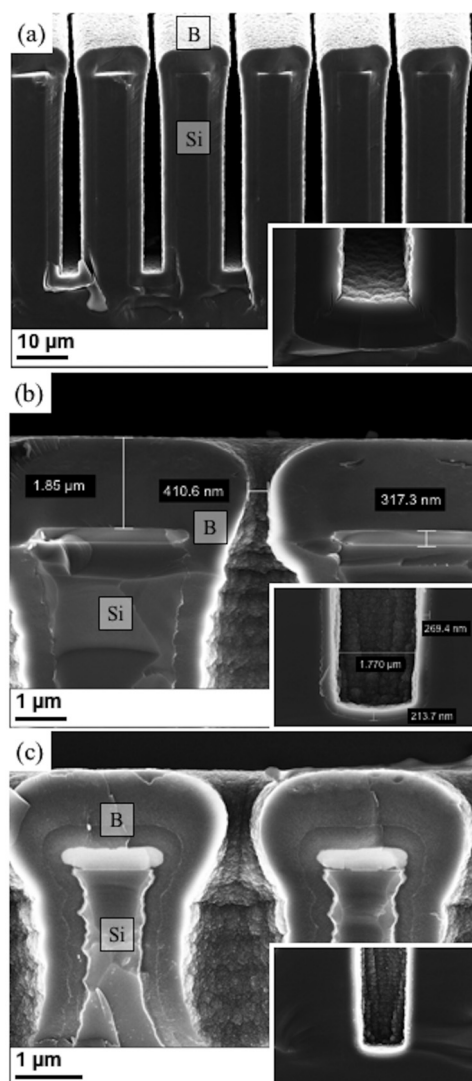 (a)
B
Si
10 µm
(b)
1.85 µm
410.6 nm
317.3 nm
B
Si
269.4 nm
1.770 µm
213.7 nm
1 µm
(c)
B
Si
1 µm